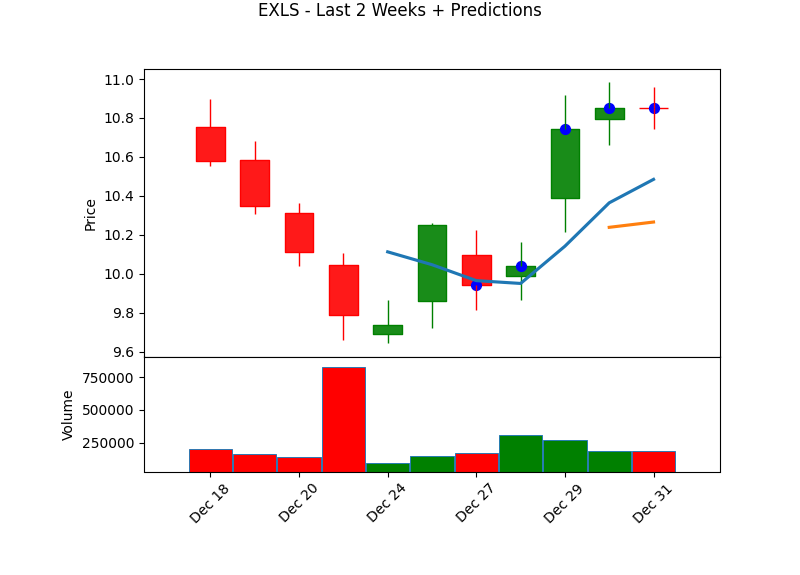 EXLS - Last 2 Weeks + Predictions
11.0
10.8
10.6
10.4
10.2
10.0
9.8
9.6
Price
750000
500000
250000
Volume
Dec 18
Dec 20
Dec 24
Dec 27
Dec 29
Dec 31